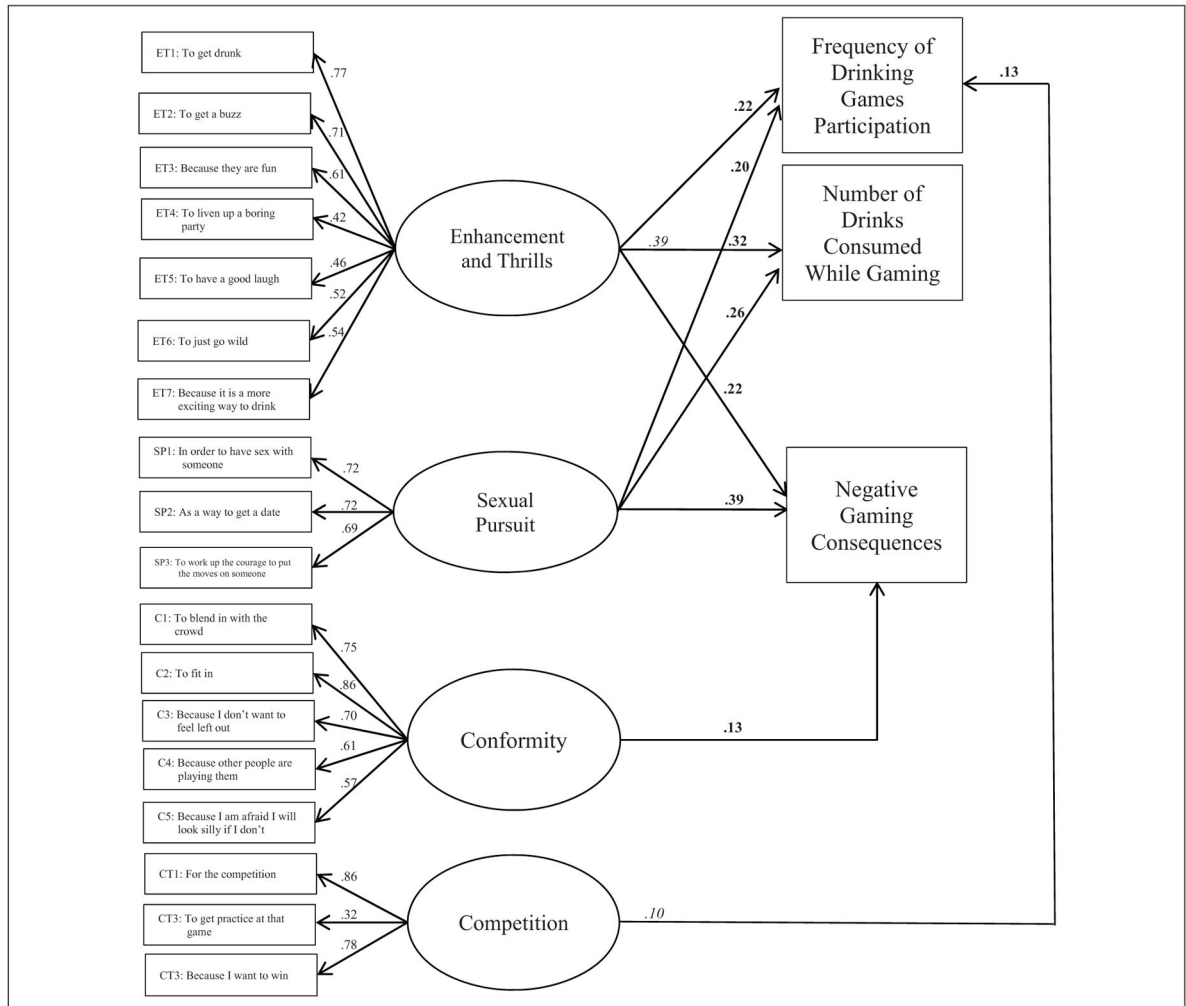 ET1: To get drunk
.77
ET2: To get a buzz
.71
ET3: Because they are fun
.61
ET4: To liven up a boring
party
.42
ET5: To have a good laugh
.46
ET6: To just go wild
.52
ET7: Because it is a more
exciting way to drink
.54
Enhancement
and Thrills
SP1: In order to have sex with
someone
.72
SP2: As a way to get a date
.72
SP3: To work up the courage to put
the moves on someone
.69
Sexual
Pursuit
C1: To blend in with the
crowd
.75
C2: To fit in
.86
C3: Because I don't want to
feel left out
.70
C4: Because other people are
playing them
.61
C5: Because I am afraid I will
look silly if I don't
.57
Conformity
CT1: For the competition
.86
CT3: To get practice at that
game
.32
CT3: Because I want to win
.78
Competition
.22
.20
.39
.32
.26
.22
.39
.13
.10
.13
Frequency of
Drinking
Games
Participation
Number of
Drinks
Consumed
While Gaming
Negative
Gaming
Consequences